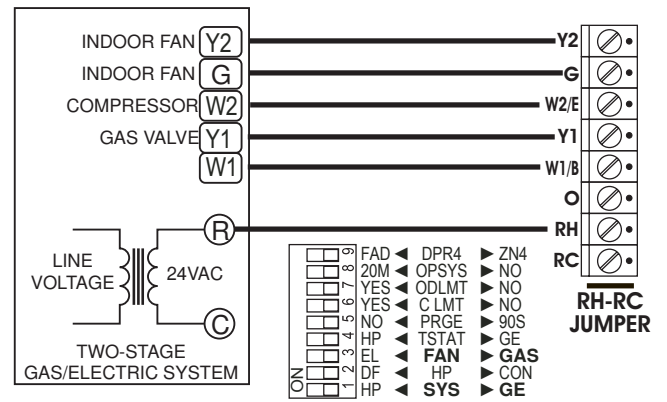 INDOOR FAN Y2 Y2
INDOOR FAN G G
COMPRESSOR W2 W2/E
GAS VALVE Y1 Y1
W1 W1/B
O
R RH
RC
LINE
VOLTAGE
24VAC
C
TWO-STAGE
GAS/ELECTRIC SYSTEM
9 FAD ◄ DPR4 ► ZN4
8 20M ◄ OPSYS ► NO
7 YES ◄ ODLMT ► NO
6 YES ◄ C LMT ► NO
5 NO ◄ PRGE ► 90S
4 HP ◄ TSTAT ► GE
3 EL ◄ FAN ► GAS
2 DF ◄ HP ► CON
1 HP ◄ SYS ► GE
ON
RH-RC
JUMPER